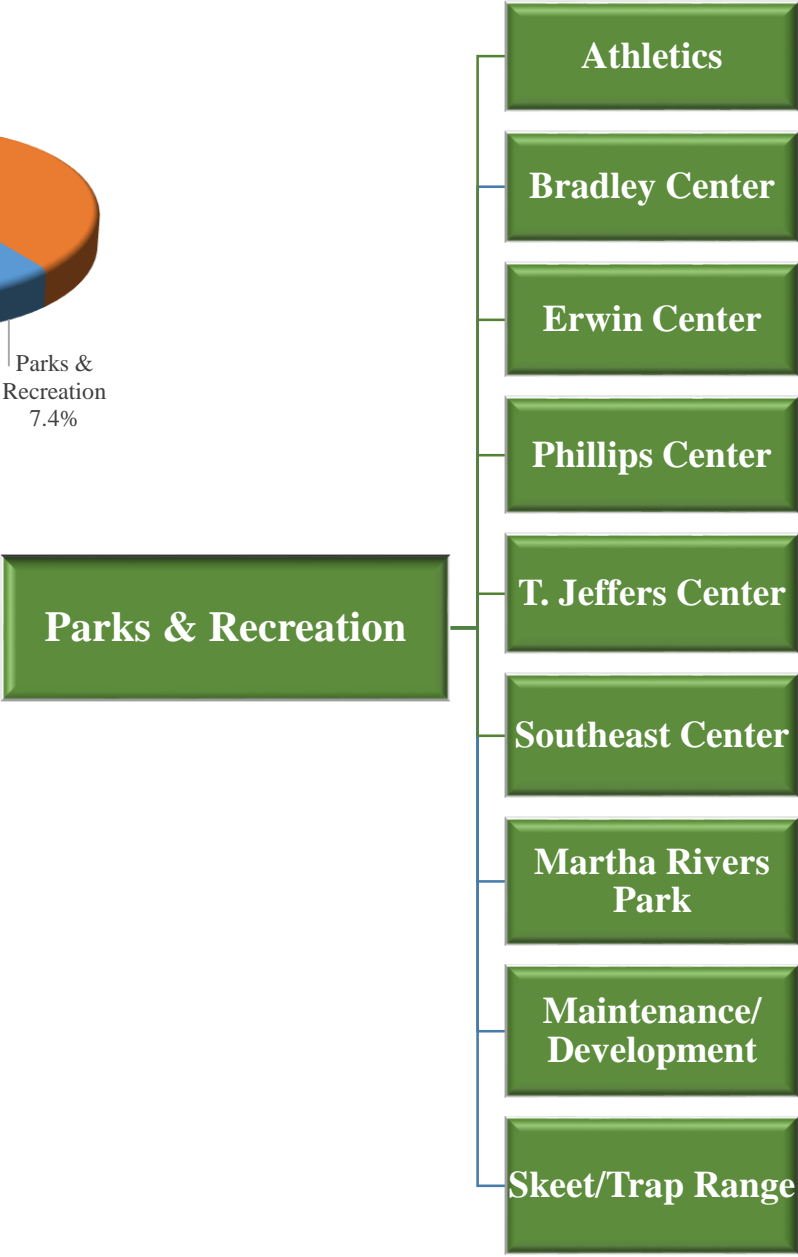 Athletics
Bradley Center
Erwin Center
Parks &
Recreation
7.4%
Phillips Center
T. Jeffers Center
Parks & Recreation
Southeast Center
Martha Rivers
Park
Maintenance/
Development
Skeet/Trap Range